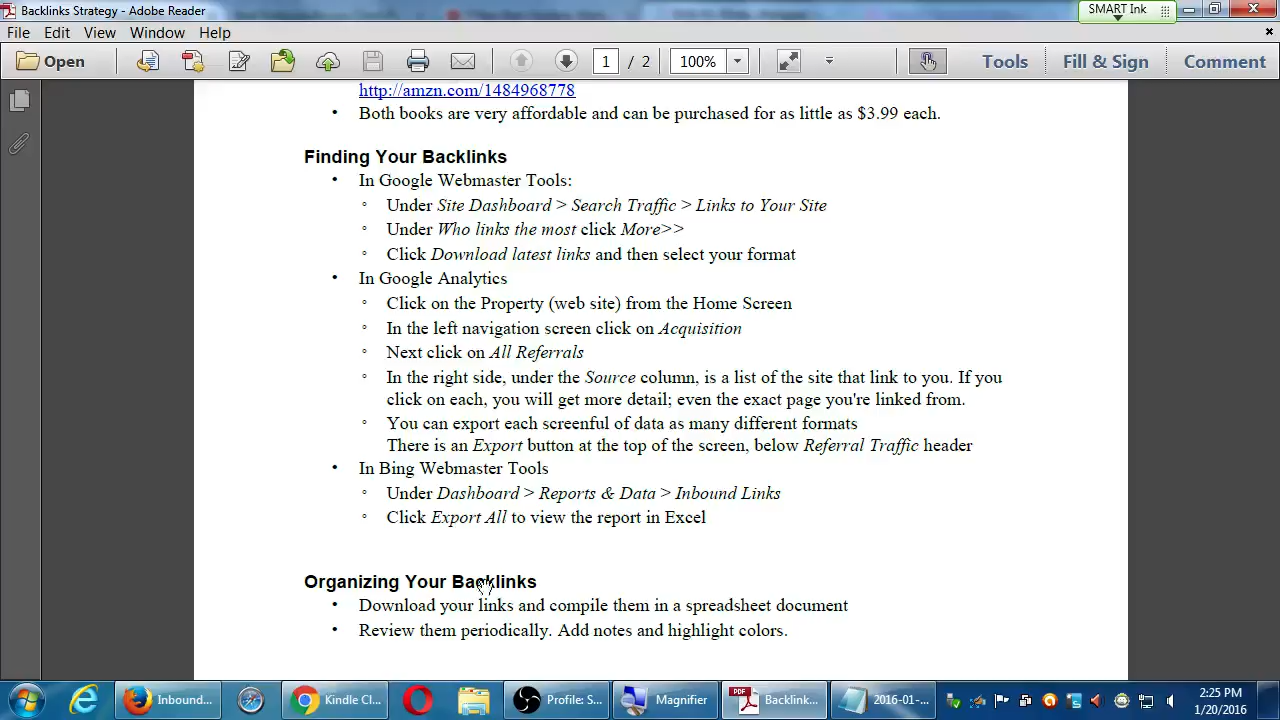 Backlinks Strategy - Adobe Reader
SMART Ink
File Edit View Window Help
Open 1 / 2 100% Tools Fill & Sign Comment
http://amzn.com/1484968778
• Both books are very affordable and can be purchased for as little as $3.99 each.
Finding Your Backlinks
• In Google Webmaster Tools:
◦ Under Site Dashboard > Search Traffic > Links to Your Site
◦ Under Who links the most click More>>
◦ Click Download latest links and then select your format
• In Google Analytics
◦ Click on the Property (web site) from the Home Screen
◦ In the left navigation screen click on Acquisition
◦ Next click on All Referrals
◦ In the right side, under the Source column, is a list of the site that link to you. If you
click on each, you will get more detail; even the exact page you're linked from.
◦ You can export each screenful of data as many different formats
There is an Export button at the top of the screen, below Referral Traffic header
• In Bing Webmaster Tools
◦ Under Dashboard > Reports & Data > Inbound Links
◦ Click Export All to view the report in Excel
Organizing Your Backlinks
• Download your links and compile them in a spreadsheet document
• Review them periodically. Add notes and highlight colors.
Inbound... Kindle Cl... Profile: S... Magnifier Backlink... 2016-01-... 2:25 PM
1/20/2016